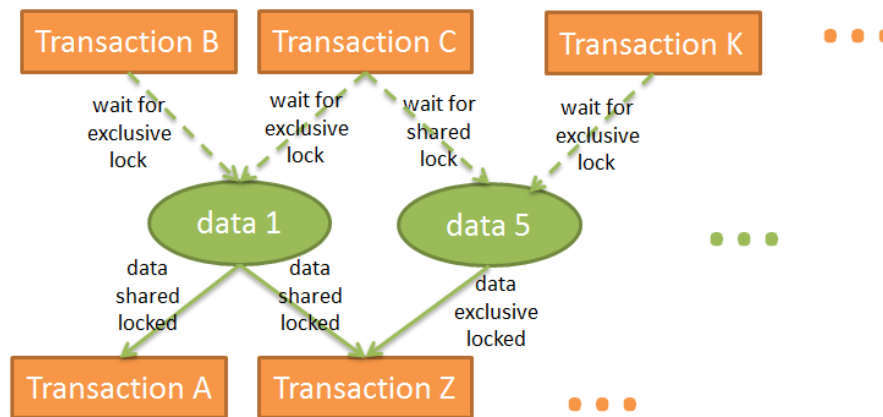 Transaction B
Transaction C
Transaction K
wait for
exclusive
lock
wait for
exclusive
lock
wait for
shared
lock
wait for
exclusive
lock
data 1
data 5
data
shared
locked
data
shared
locked
data
exclusive
locked
Transaction A
Transaction Z